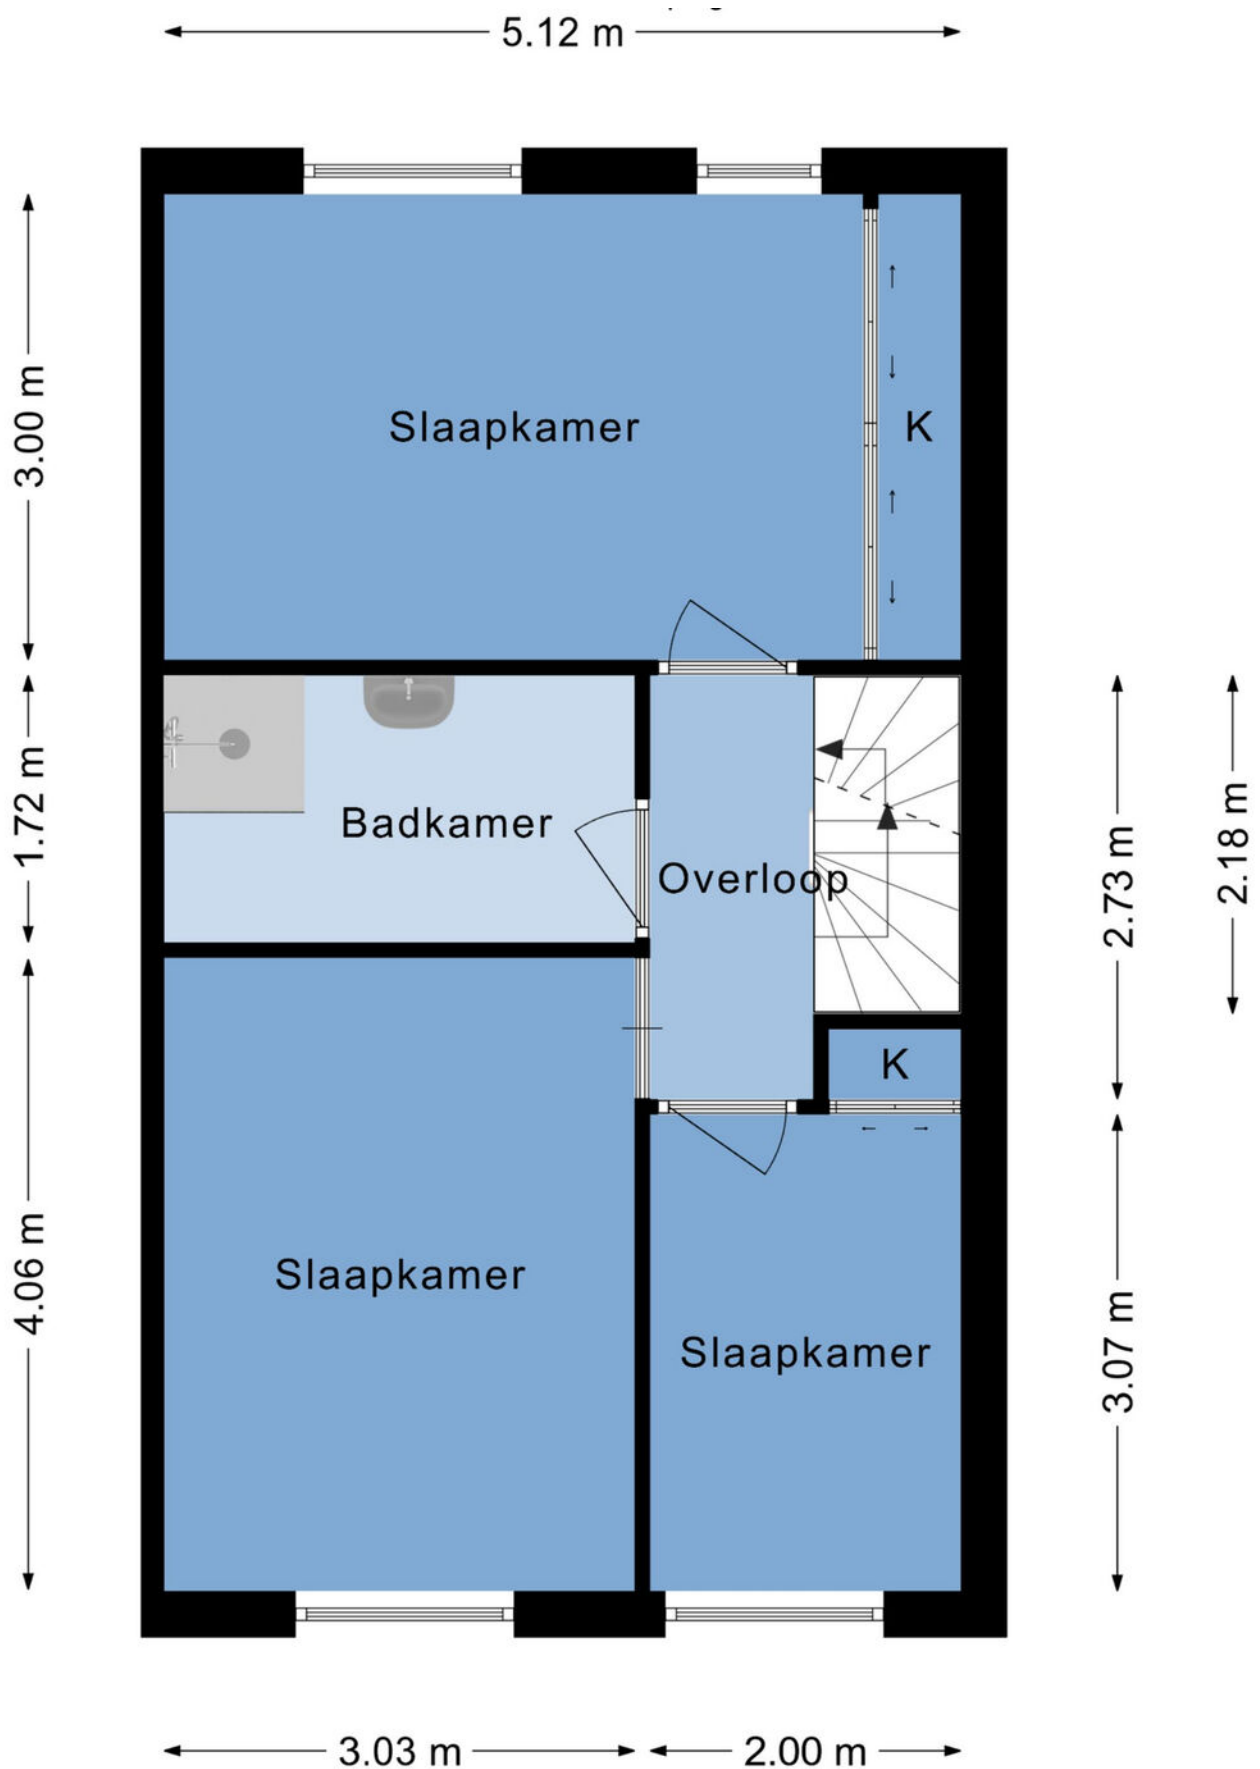 5.12 m
3.00 m
Slaapkamer
K
1.72 m
Badkamer
Overloop
2.73 m
2.18 m
K
4.06 m
Slaapkamer
Slaapkamer
3.07 m
3.03 m
2.00 m